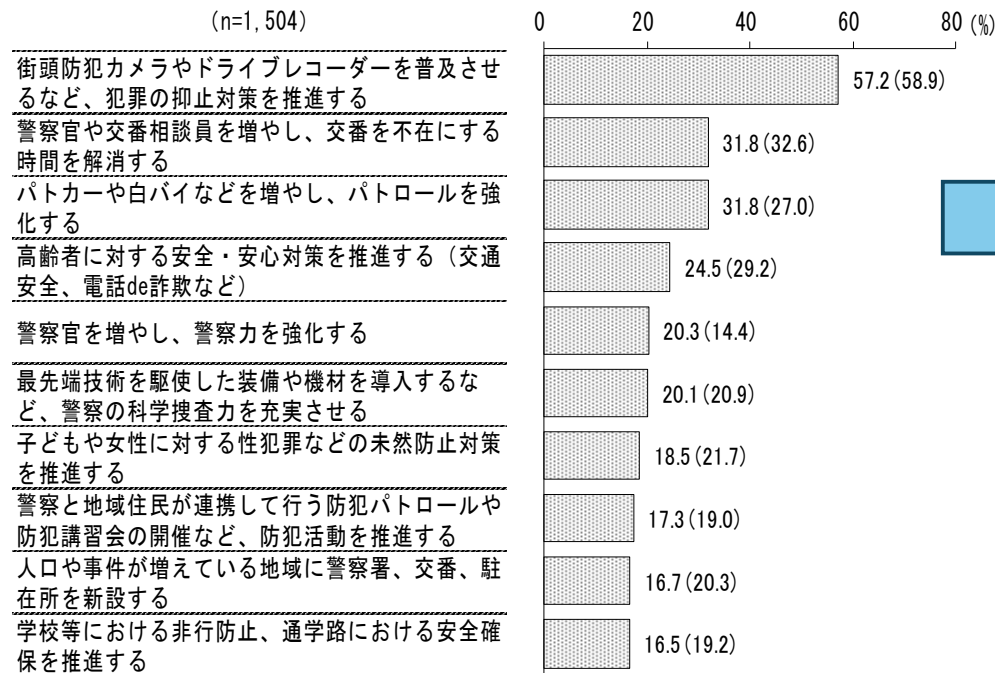 (n=1,504)
0 20 40 60 80 (%)
街頭防犯カメラやドライブレコーダーを普及させ
るなど、犯罪の抑止対策を推進する
57.2(58.9)
警察官や交番相談員を増やし、交番を不在にする
時間を解消する
31.8(32.6)
パトカーや白バイなどを増やし、パトロールを強
化する
31.8(27.0)
高齢者に対する安全・安心対策を推進する（交通
安全、電話de詐欺など）
24.5(29.2)
警察官を増やし、警察力を強化する
20.3(14.4)
最先端技術を駆使した装備や機材を導入するな
ど、警察の科学捜査力を充実させる
20.1(20.9)
子どもや女性に対する性犯罪などの未然防止対策
を推進する
18.5(21.7)
警察と地域住民が連携して行う防犯パトロールや
防犯講習会の開催など、防犯活動を推進する
17.3(19.0)
人口や事件が増えている地域に警察署、交番、駐
在所を新設する
16.7(20.3)
学校等における非行防止、通学路における安全確
保を推進する
16.5(19.2)